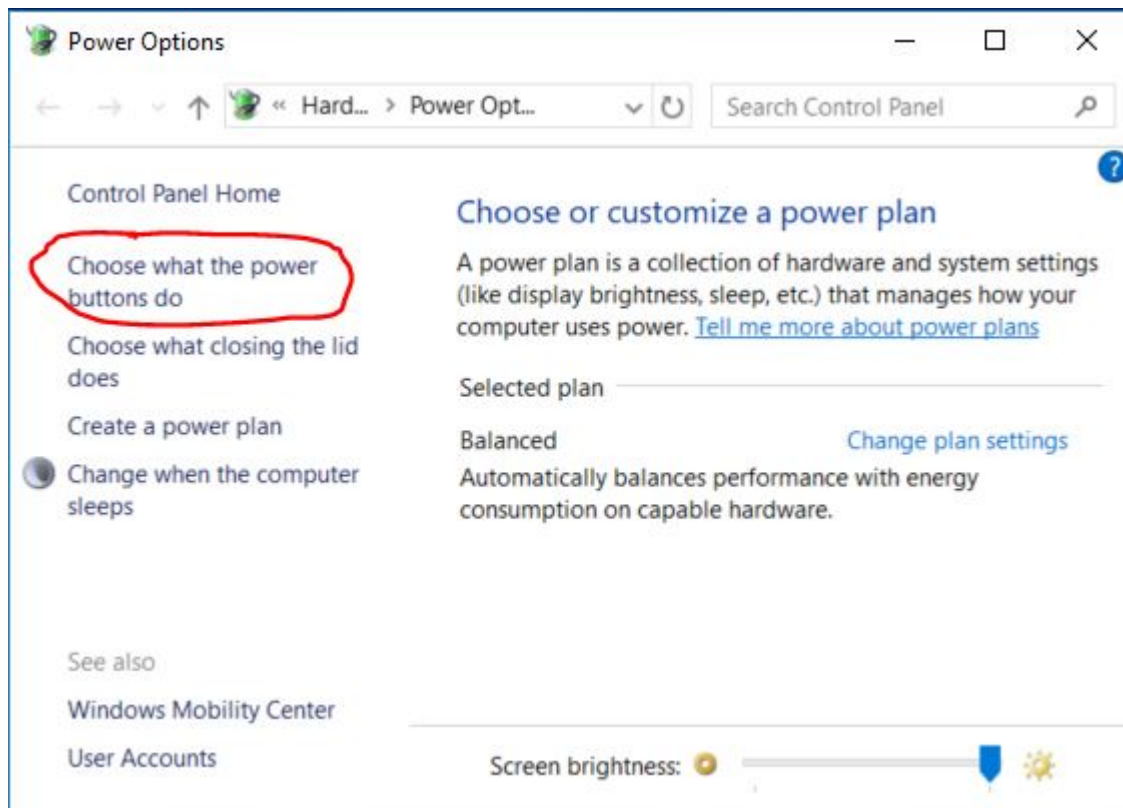 Power Options
« Hard... > Power Opt...
Search Control Panel
?
Control Panel Home
Choose what the power
buttons do
Choose what closing the lid
does
Create a power plan
Change when the computer
sleeps
See also
Windows Mobility Center
User Accounts
Choose or customize a power plan
A power plan is a collection of hardware and system settings
(like display brightness, sleep, etc.) that manages how your
computer uses power. Tell me more about power plans
Selected plan
Balanced Change plan settings
Automatically balances performance with energy
consumption on capable hardware.
Screen brightness: